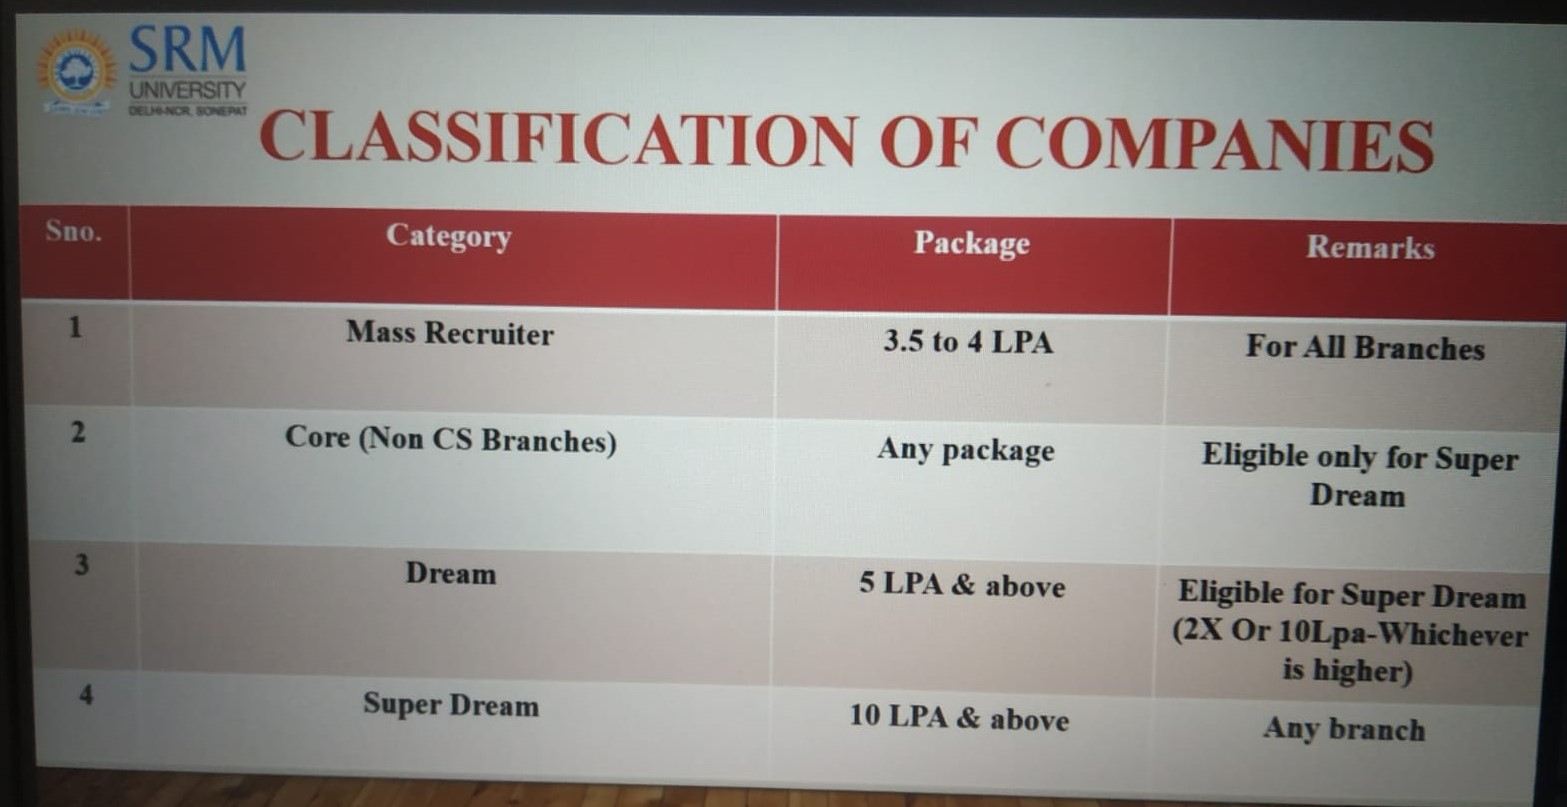 SRM
UNIVERSITY
DELHI-NCR, SONEPAT
CLASSIFICATION OF COMPANIES
Sno. Category Package Remarks
1 Mass Recruiter 3.5 to 4 LPA For All Branches
2 Core (Non CS Branches) Any package Eligible only for Super
Dream
3 Dream 5 LPA & above Eligible for Super Dream
(2X Or 10Lpa-Whichever
is higher)
4 Super Dream 10 LPA & above Any branch